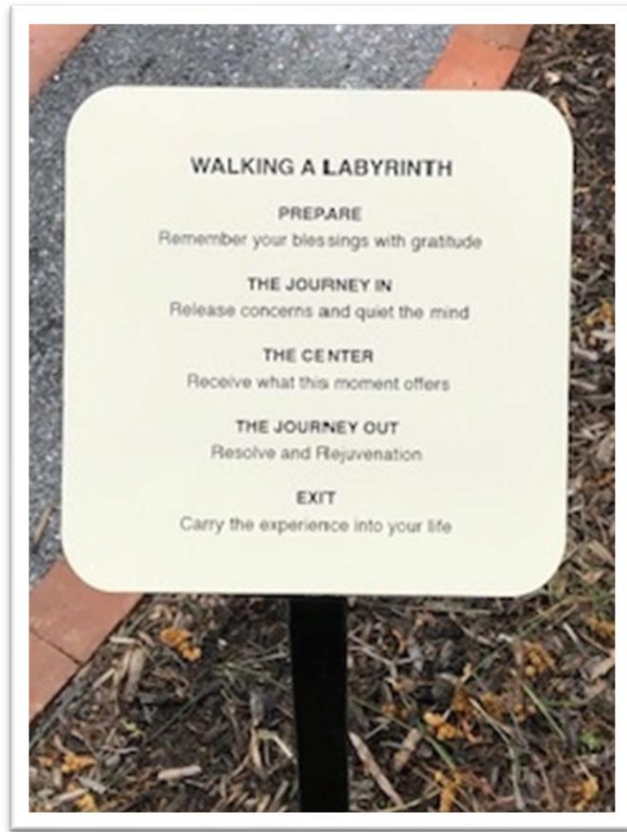 WALKING A LABYRINTH
PREPARE
Remember your blessings with gratitude
THE JOURNEY IN
Release concerns and quiet the mind
THE CENTER
Receive what this moment offers
THE JOURNEY OUT
Resolve and Rejuvenation
EXIT
Carry the experience into your life